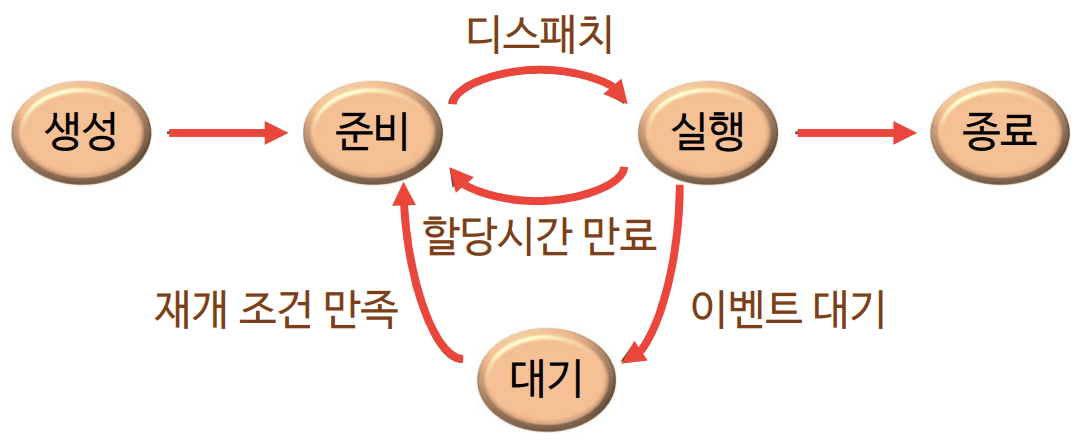 디스패치
생성
준비
실행
종료
할당시간 만료
재개 조건 만족
이벤트 대기
대기